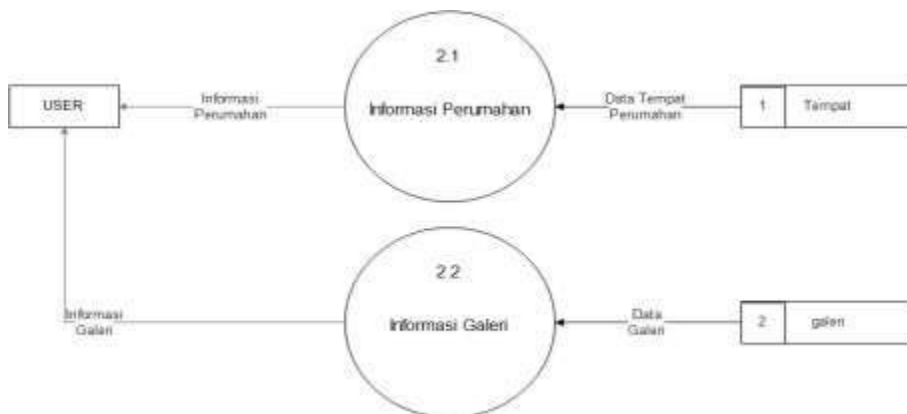 2.1
USER
Informasi
Perumahan
Informasi Perumahan
Data Tempat
Perumahan
1
Tempat
2.2
Informasi
Galeri
Informasi Galeri
Data
Galeri
2
galeri